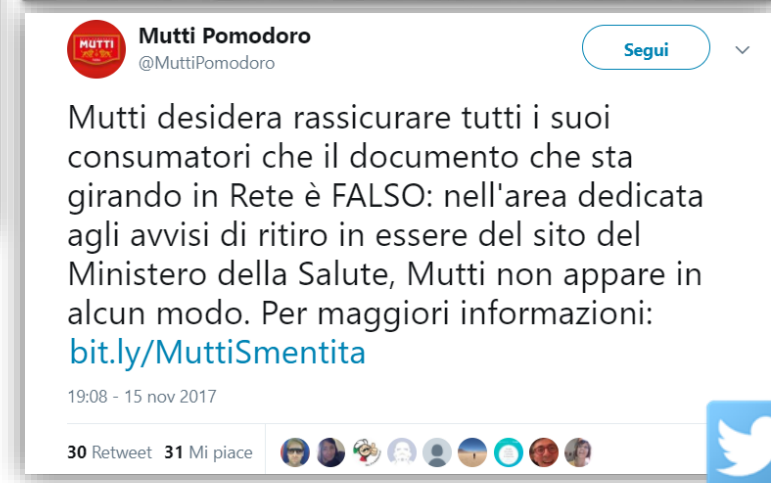 MUTTI
Mutti Pomodoro
@MuttiPomodoro
Segui
Mutti desidera rassicurare tutti i suoi
consumatori che il documento che sta
girando in Rete è FALSO: nell'area dedicata
agli avvisi di ritiro in essere del sito del
Ministero della Salute, Mutti non appare in
alcun modo. Per maggiori informazioni:
bit.ly/MuttiSmentita
19:08 - 15 nov 2017
30 Retweet 31 Mi piace